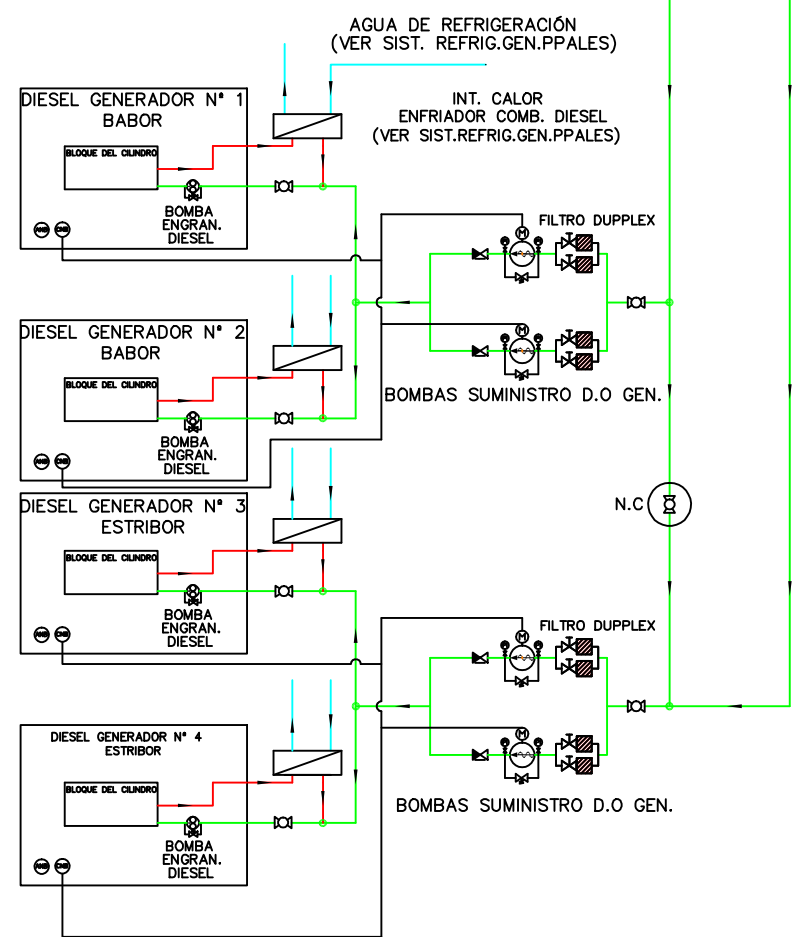 AGUA DE REFRIGERACIÓN
(VER SIST. REFRIG.GEN.PPALES)
INT. CALOR
ENFRIADOR COMB. DIESEL
(VER SIST.REFRIG.GEN.PPALES)
DIESEL GENERADOR Nº 1
BABOR
BLOQUE DEL CILINDRO
BOMBA
ENGRAN.
DIESEL
M
FILTRO DUPPLEX
M
BOMBAS SUMINISTRO D.O GEN.
DIESEL GENERADOR Nº 2
BABOR
BLOQUE DEL CILINDRO
BOMBA
ENGRAN.
DIESEL
N.C
DIESEL GENERADOR Nº 3
ESTRIBOR
BLOQUE DEL CILINDRO
BOMBA
ENGRAN.
DIESEL
M
FILTRO DUPPLEX
M
BOMBAS SUMINISTRO D.O GEN.
DIESEL GENERADOR Nº 4
ESTRIBOR
BLOQUE DEL CILINDRO
BOMBA
ENGRAN.
DIESEL